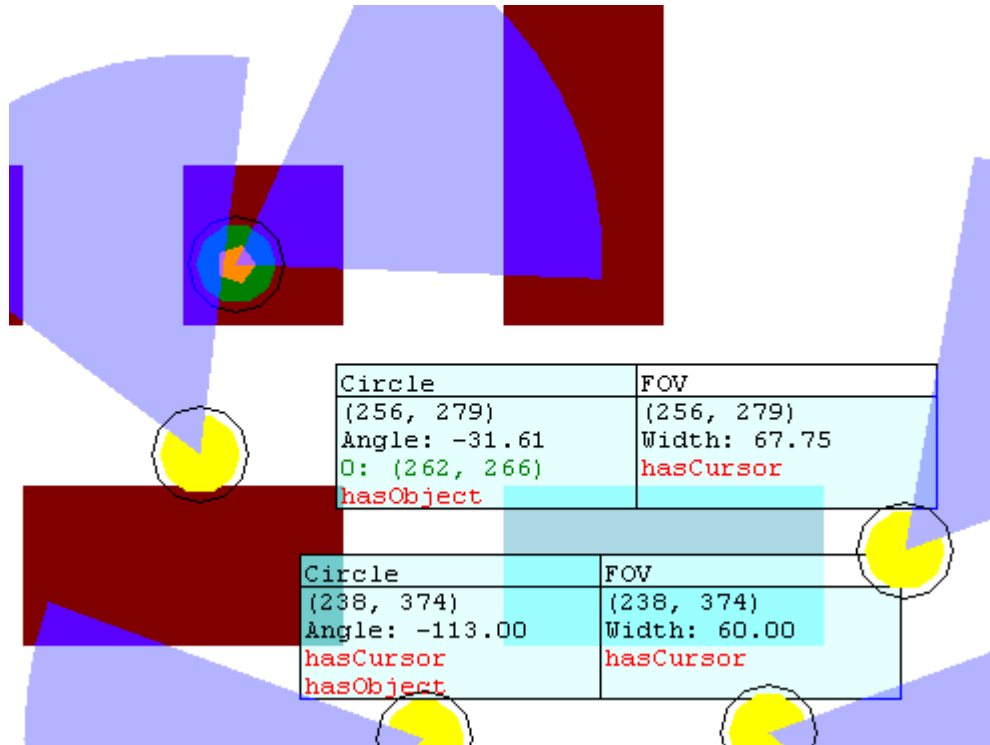 Circle FOV
(256, 279) (256, 279)
Angle: -31.61 Width: 67.75
O: (262, 266) hasCursor
hasObject
Circle FOV
(238, 374) (238, 374)
Angle: -113.00 Width: 60.00
hasCursor hasCursor
hasObject